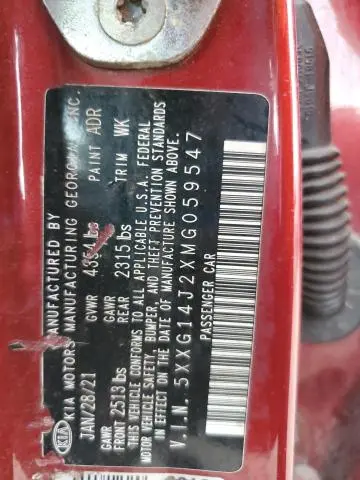 MANUFACTURED BY
KIA MOTORS MANUFACTURING GEORGIA, INC.
KIA
JAN/28/21 GVWR 4354 lbs PAINT ADR
GAWR FRONT 2513 lbs GAWR REAR 2315 lbs TRIM WK
THIS VEHICLE CONFORMS TO ALL APPLICABLE U.S.A. FEDERAL
MOTOR VEHICLE SAFETY, BUMPER, AND THEFT PREVENTION STANDARDS
IN EFFECT ON THE DATE OF MANUFACTURE SHOWN ABOVE.
V.I.N. 5XXG14J2XMG059547
PASSENGER CAR